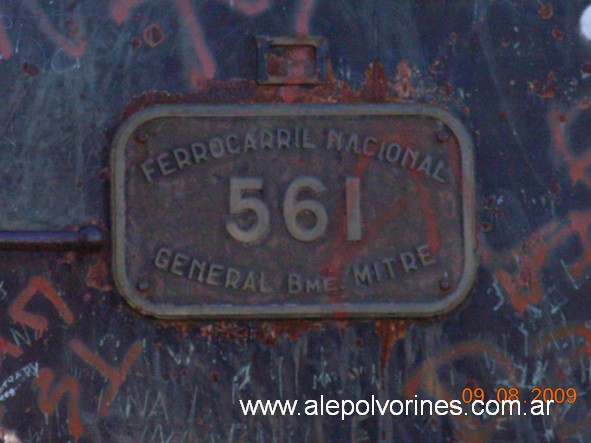 FERROCARRIL NACIONAL
561
GENERAL BME. MITRE
09.08.2009
www.alepolvorines.com.ar